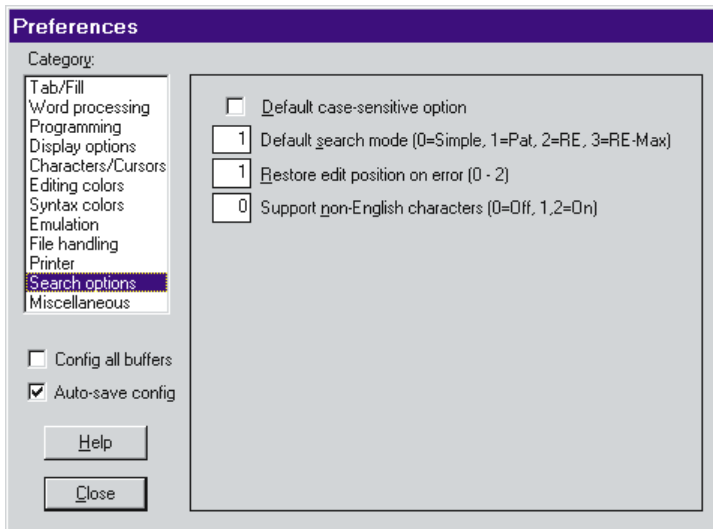 Preferences
Category:
Tab/Fill
Word processing
Programming
Display options
Characters/Cursors
Editing colors
Syntax colors
Emulation
File handling
Printer
Search options
Miscellaneous
Config all buffers
Auto-save config
Help
Close
Default case-sensitive option
1 Default search mode (0=Simple, 1=Pat, 2=RE, 3=RE-Max)
1 Restore edit position on error (0 - 2)
0 Support non-English characters (0=Off, 1,2=On)